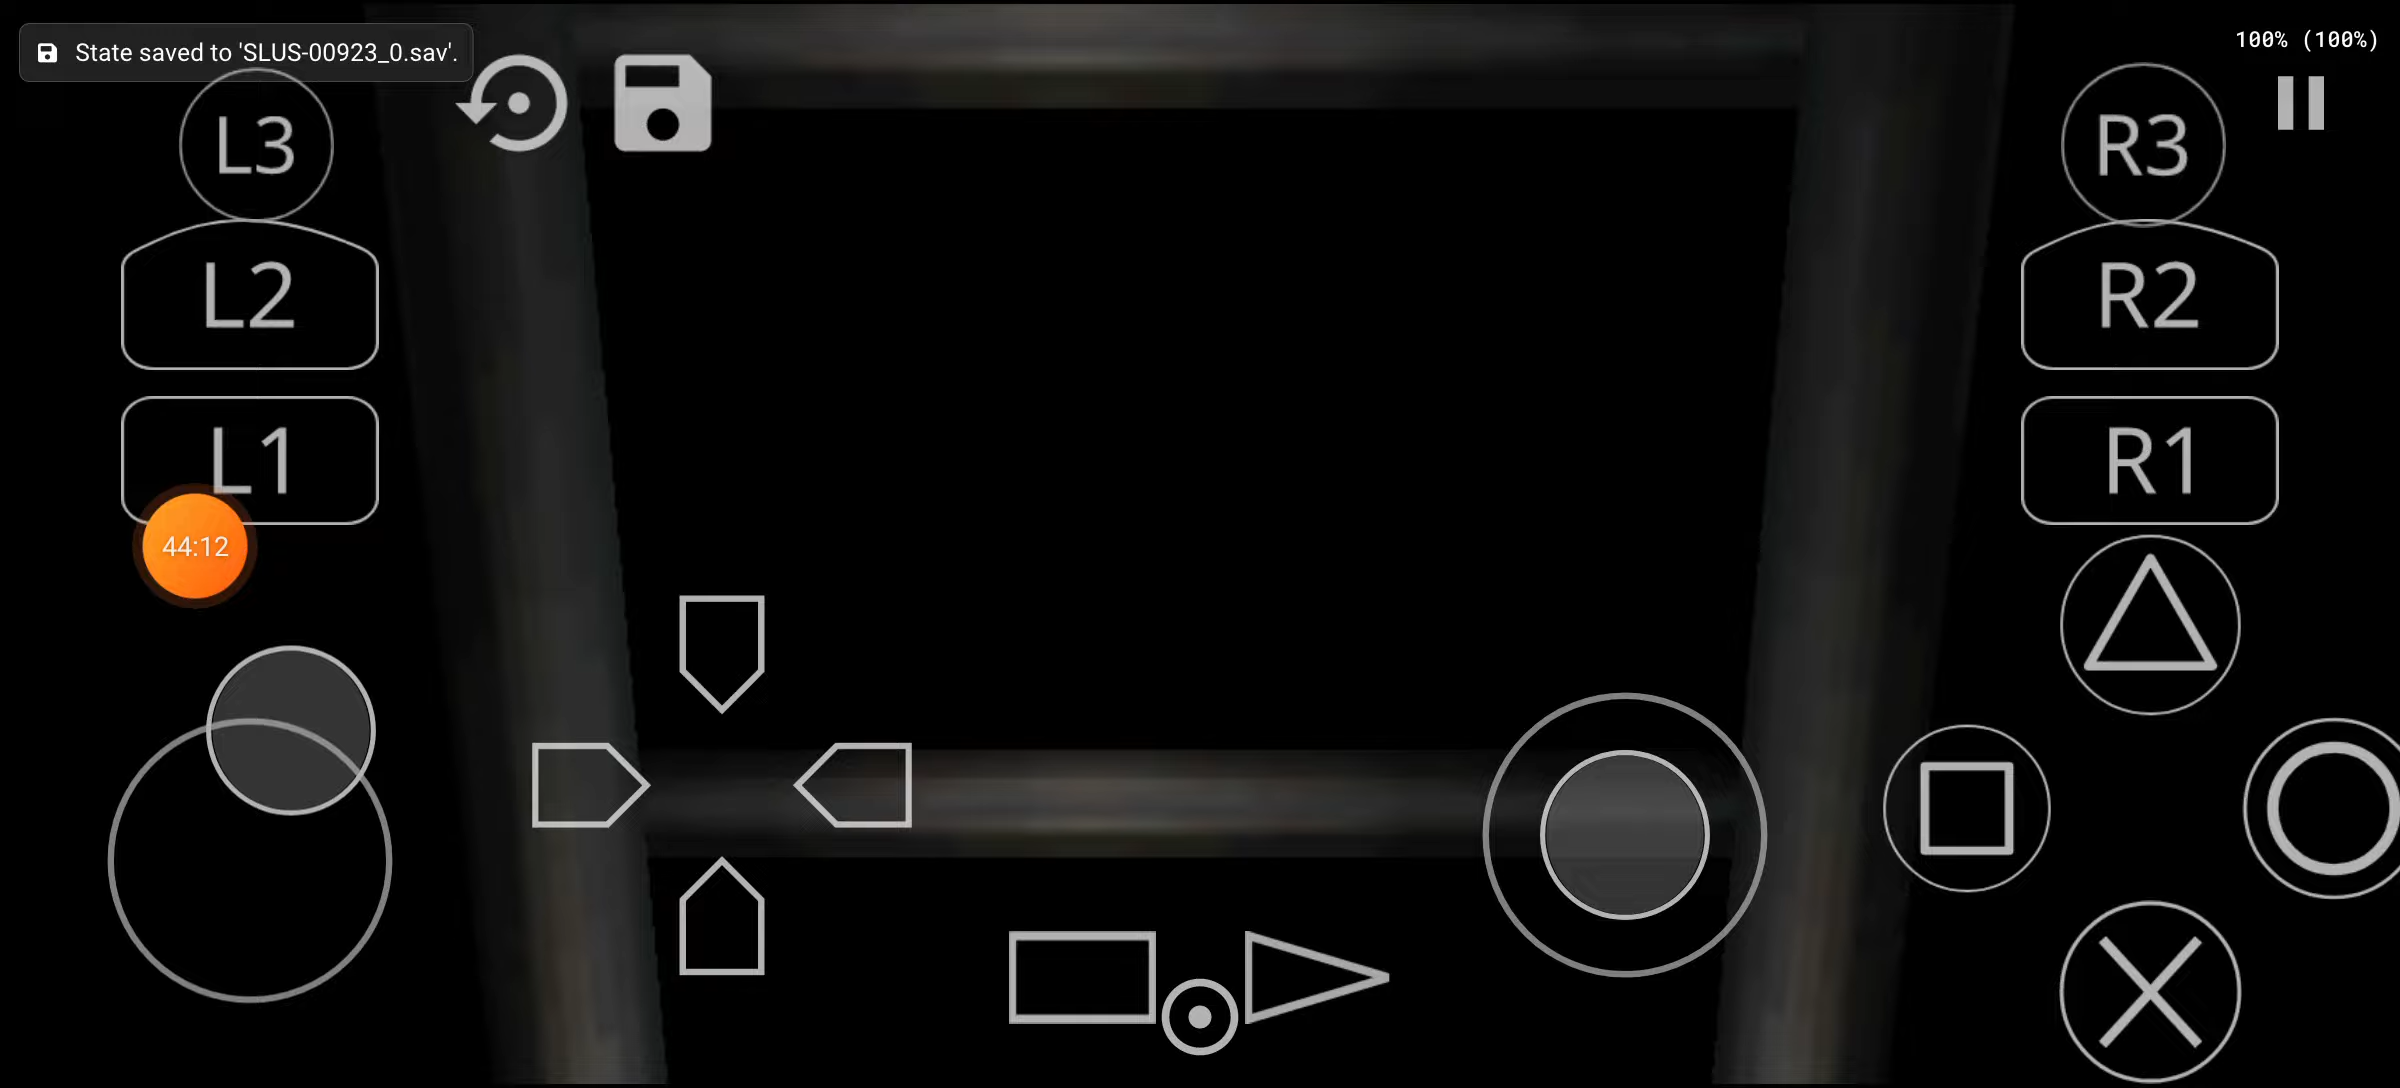 State saved to 'SLUS-00923_0.sav'.
100% (100%)
L3
R3
L2
R2
L1
R1
44:12